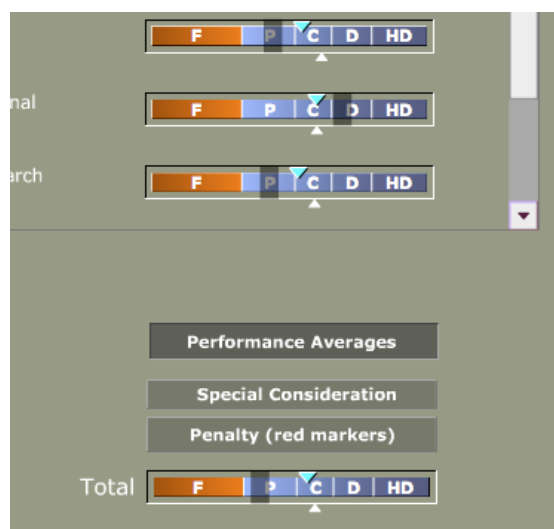 F P C D HD
nal F P C D HD
arch F P C D HD
Performance Averages
Special Consideration
Penalty (red markers)
Total F P C D HD